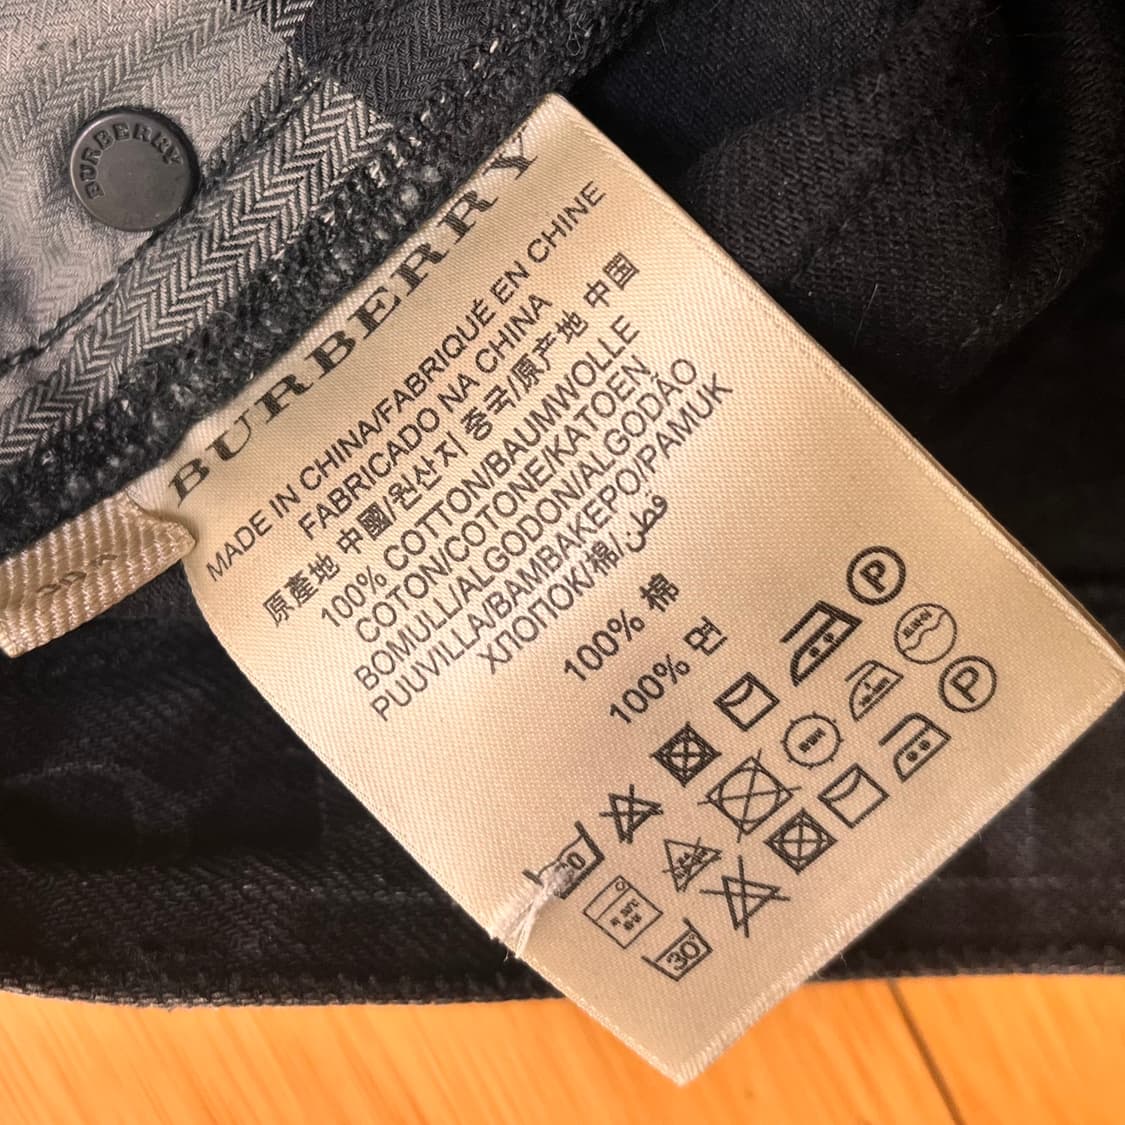 BURBERRY
BURBERRY
MADE IN CHINA/FABRIQUÉ EN CHINE
FABRICADO NA CHINA
原產地 中國/원산지 중국/原产地 中国
100% COTTON/BAUMWOLLE
COTON/COTONE/KATOEN
BOMULL/ALGODON/ALGODÃO
PUUVILLA/BAMBAKEPO/PAMUK
ΧΛΟΠΟΚ/棉/قطن
100% 棉
100% 면
P
P
30°